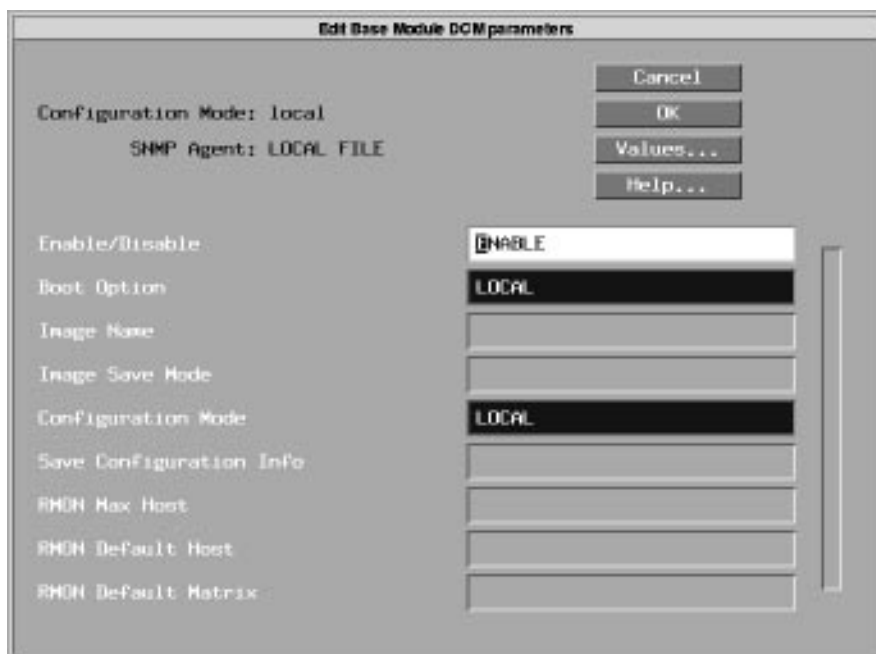 Edit Base Module DCM parameters
Cancel
Configuration Mode: local
OK
SNMP Agent: LOCAL FILE
Values...
Help...
Enable/Disable
ENABLE
Boot Option
LOCAL
Image Name
Image Save Mode
Configuration Mode
LOCAL
Save Configuration Info
RMON Max Host
RMON Default Host
RMON Default Matrix